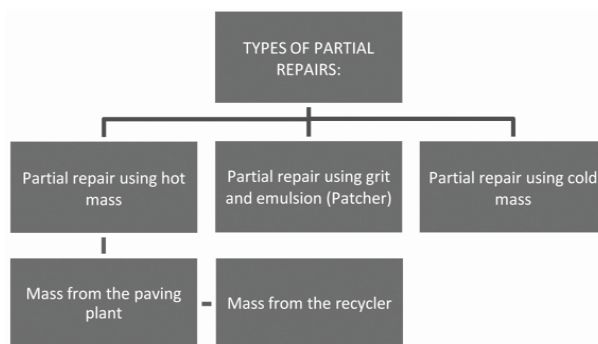 TYPES OF PARTIAL
REPAIRS:
Partial repair using hot
mass
Partial repair using grit
and emulsion (Patcher)
Partial repair using cold
mass
Mass from the paving
plant
Mass from the recycler